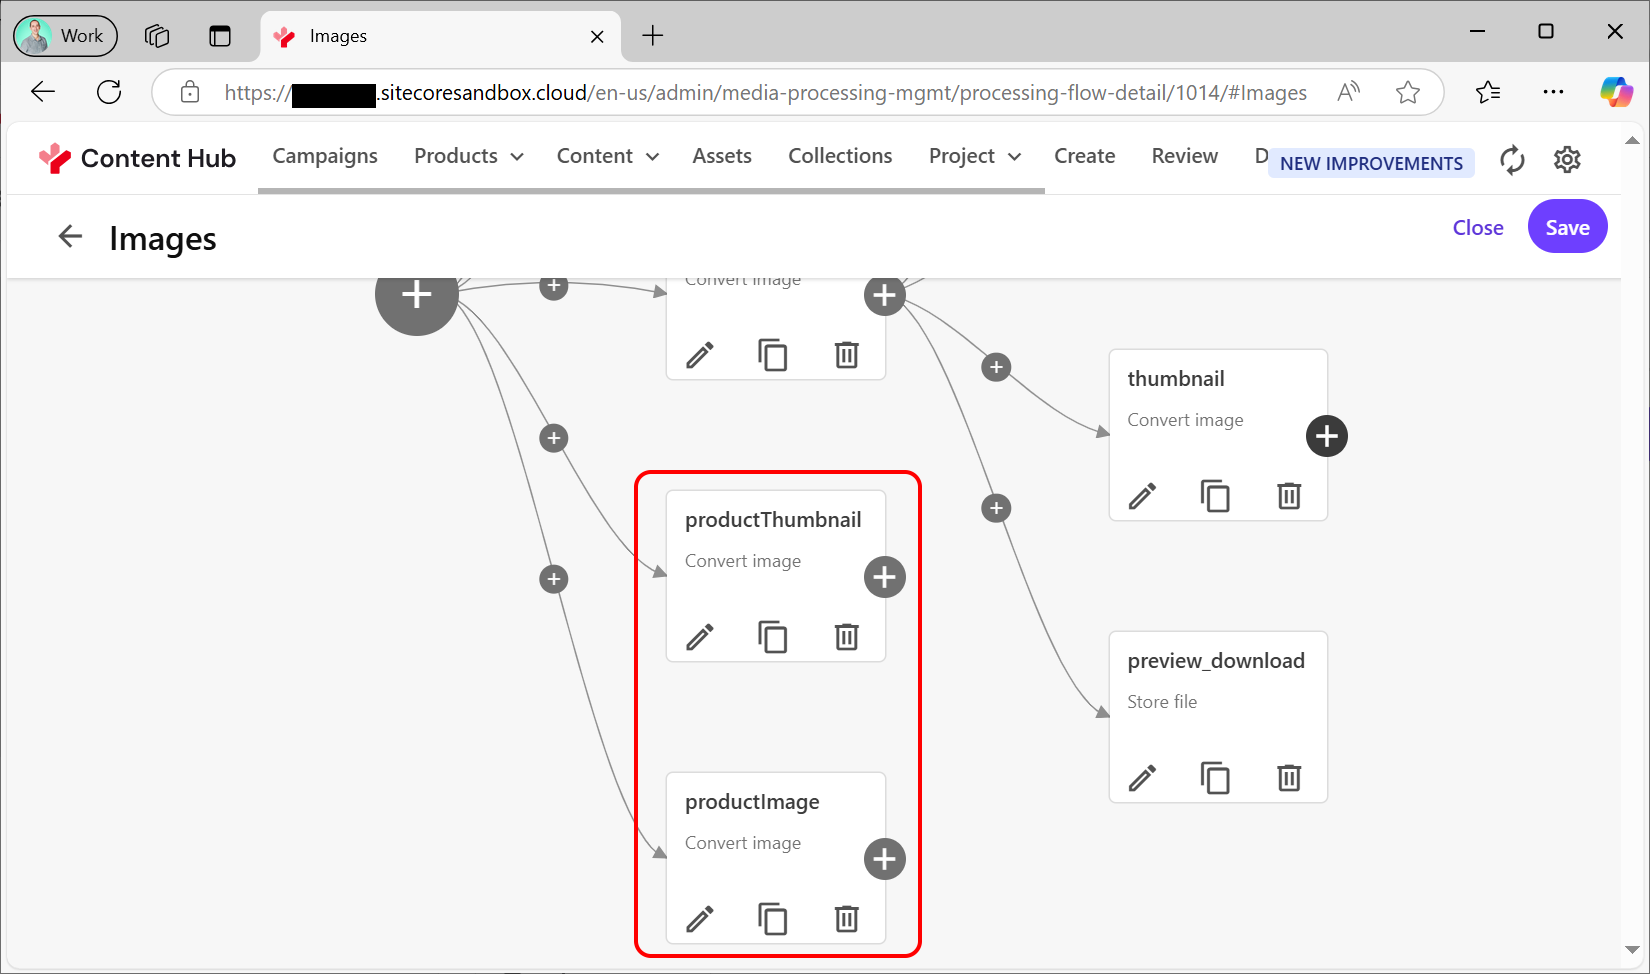 Work
Images
https://
.sitecoresandbox.cloud/en-us/admin/media-processing-mgmt/processing-flow-detail/1014/#Images
Content Hub
Campaigns
Products
Content
Assets
Collections
Project
Create
Review
D
NEW IMPROVEMENTS
Images
Close
Save
Convert image
thumbnail
Convert image
productThumbnail
Convert image
preview_download
Store file
productImage
Convert image